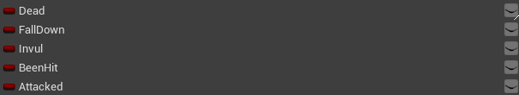 Dead
FallDown
Invul
BeenHit
Attacked